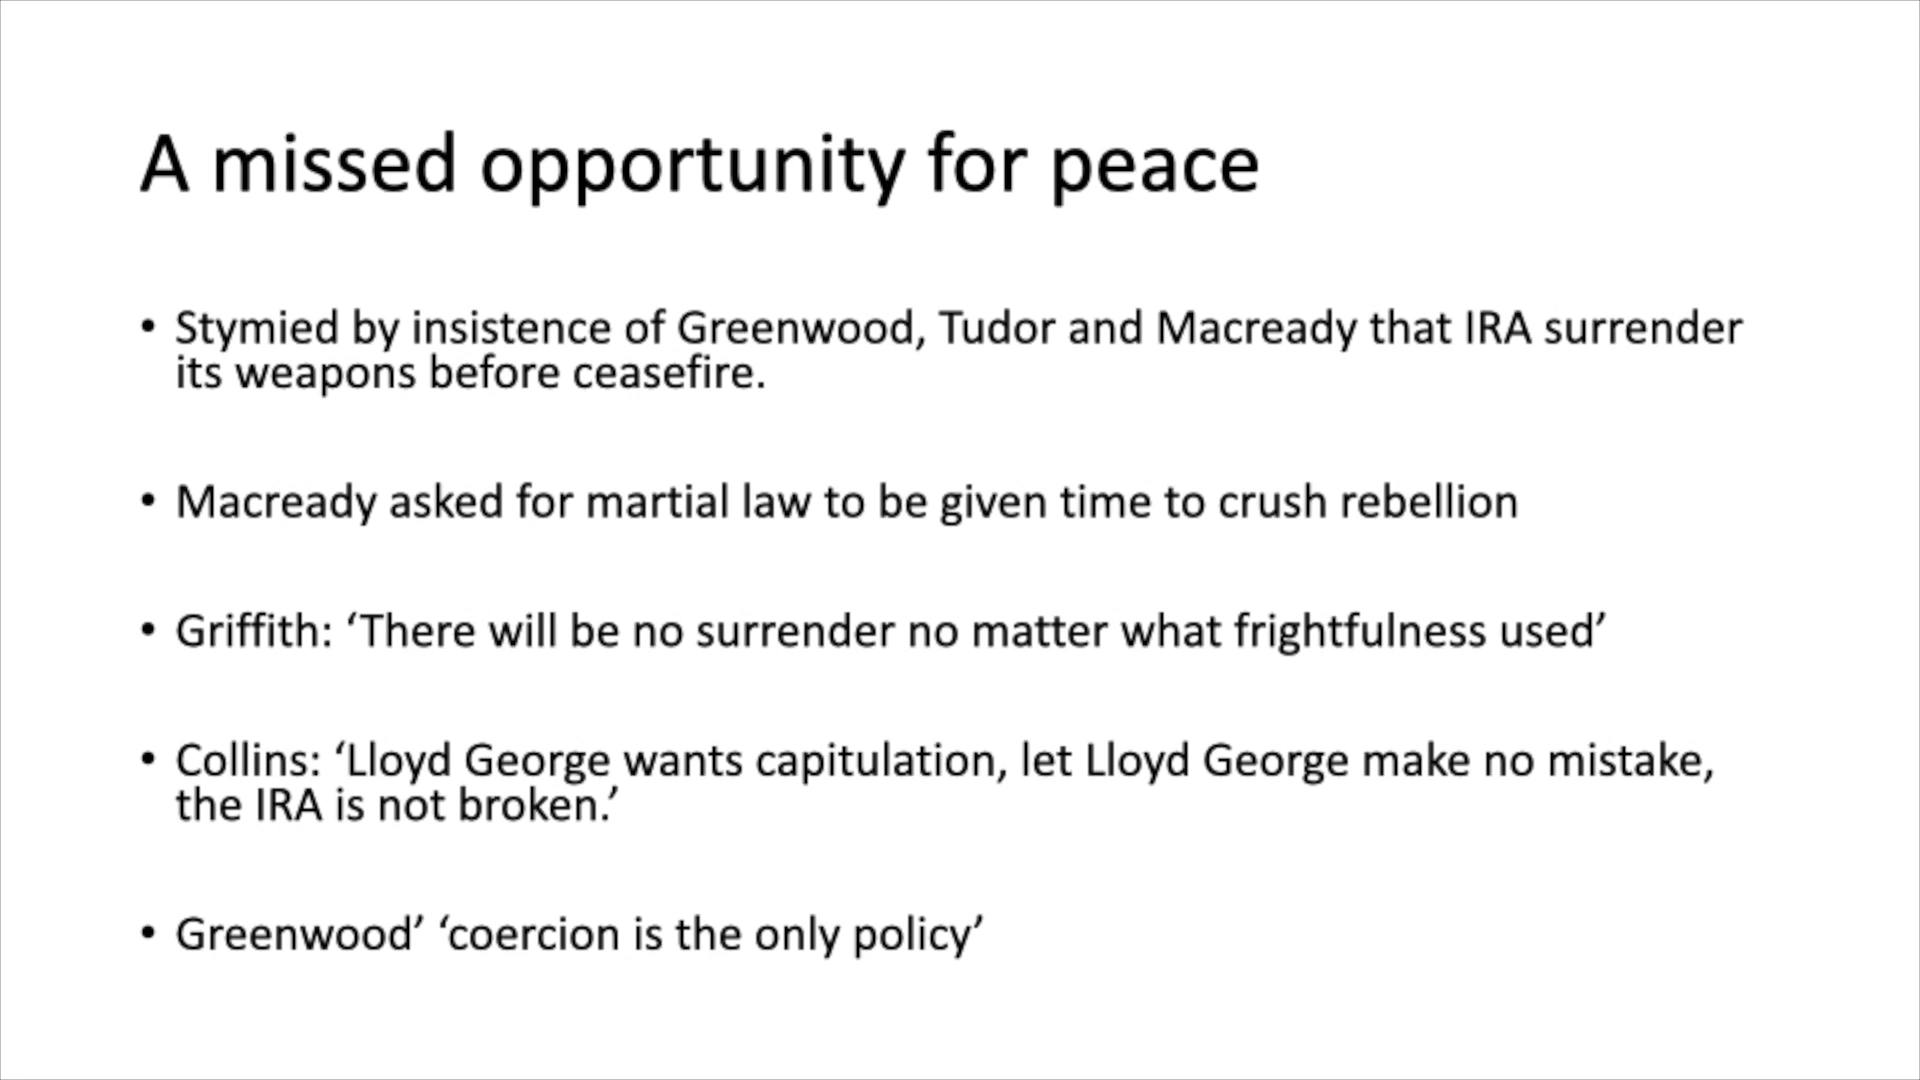 A missed opportunity for peace
• Stymied by insistence of Greenwood, Tudor and Macready that IRA surrender
its weapons before ceasefire.
• Macready asked for martial law to be given time to crush rebellion
• Griffith: ‘There will be no surrender no matter what frightfulness used’
• Collins: ‘Lloyd George wants capitulation, let Lloyd George make no mistake,
the IRA is not broken.’
• Greenwood’ ‘coercion is the only policy’